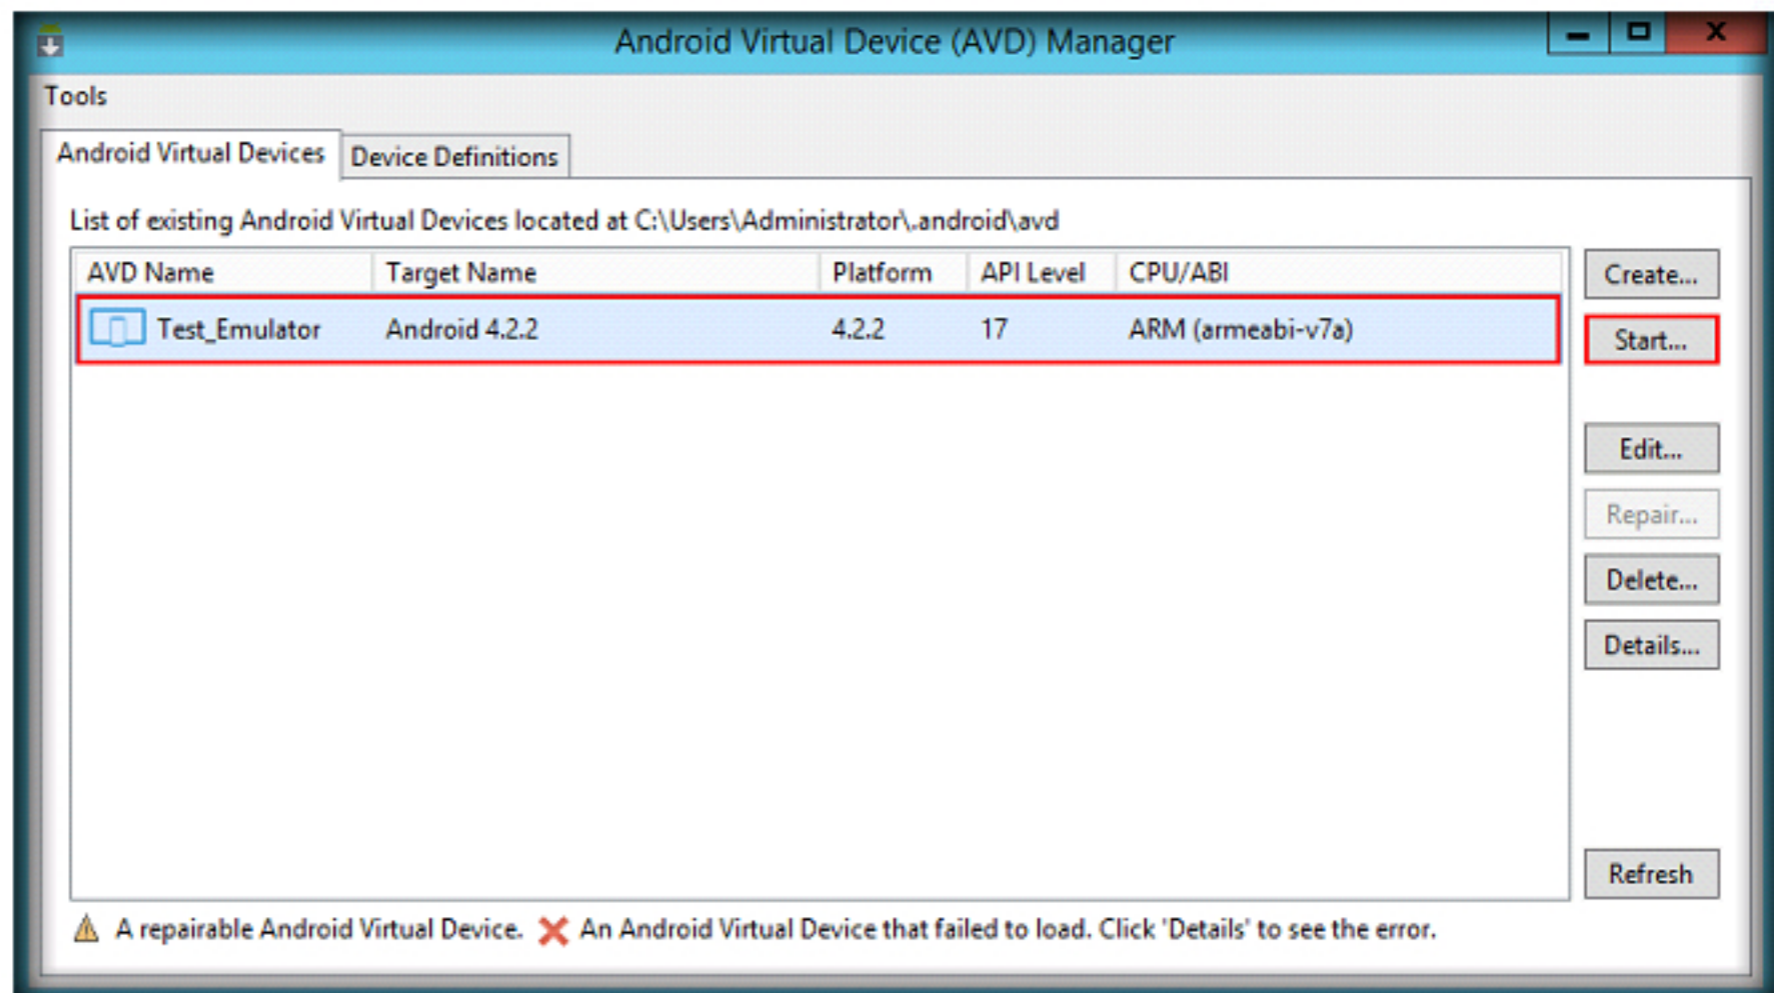 Android Virtual Device (AVD) Manager
Tools
Android Virtual Devices Device Definitions
List of existing Android Virtual Devices located at C:\Users\Administrator\.android\avd
AVD Name Target Name Platform API Level CPU/ABI
Create...
Test_Emulator Android 4.2.2 4.2.2 17 ARM (armeabi-v7a)
Start...
Edit...
Repair...
Delete...
Details...
Refresh
A repairable Android Virtual Device. An Android Virtual Device that failed to load. Click 'Details' to see the error.